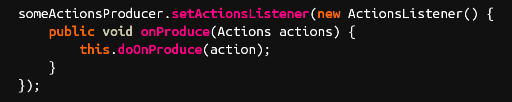 someActionsProducer.setActionsListener(new ActionsListener() {
    public void onProduce(Actions actions) {
        this.doOnProduce(action);
    }
});